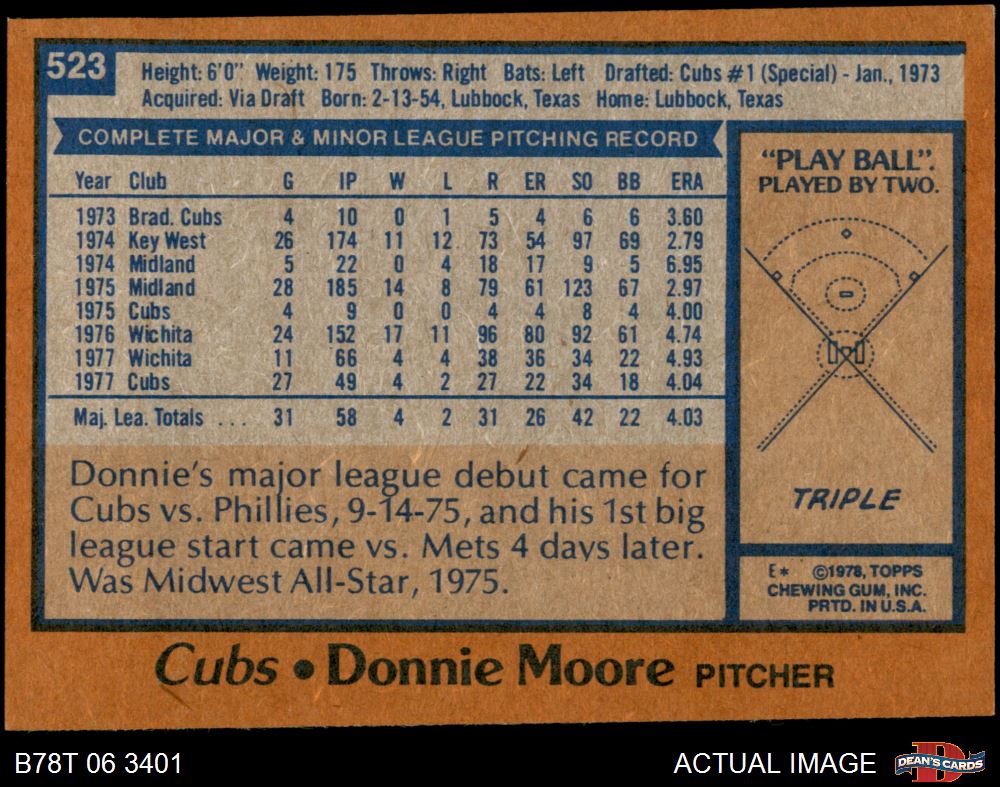 523
Height: 6'0" Weight: 175 Throws: Right Bats: Left Drafted: Cubs #1 (Special) - Jan., 1973
Acquired: Via Draft Born: 2-13-54, Lubbock, Texas Home: Lubbock, Texas
COMPLETE MAJOR & MINOR LEAGUE PITCHING RECORD
Year Club G IP W L R ER SO BB ERA
1973 Brad. Cubs 4 10 0 1 5 4 6 6 3.60
1974 Key West 26 174 11 12 73 54 97 69 2.79
1974 Midland 5 22 0 4 18 17 9 5 6.95
1975 Midland 28 185 14 8 79 61 123 67 2.97
1975 Cubs 4 9 0 0 4 4 8 4 4.00
1976 Wichita 24 152 17 11 96 80 92 61 4.74
1977 Wichita 11 66 4 4 38 36 34 22 4.93
1977 Cubs 27 49 4 2 27 22 34 18 4.04
Maj. Lea. Totals ... 31 58 4 2 31 26 42 22 4.03
Donnie's major league debut came for
Cubs vs. Phillies, 9-14-75, and his 1st big
league start came vs. Mets 4 days later.
Was Midwest All-Star, 1975.
"PLAY BALL".
PLAYED BY TWO.
TRIPLE
E* ©1978, TOPPS
CHEWING GUM, INC.
PRTD. IN U.S.A.
Cubs • Donnie Moore PITCHER
B78T 06 3401
ACTUAL IMAGE
D
DEAN'S CARDS